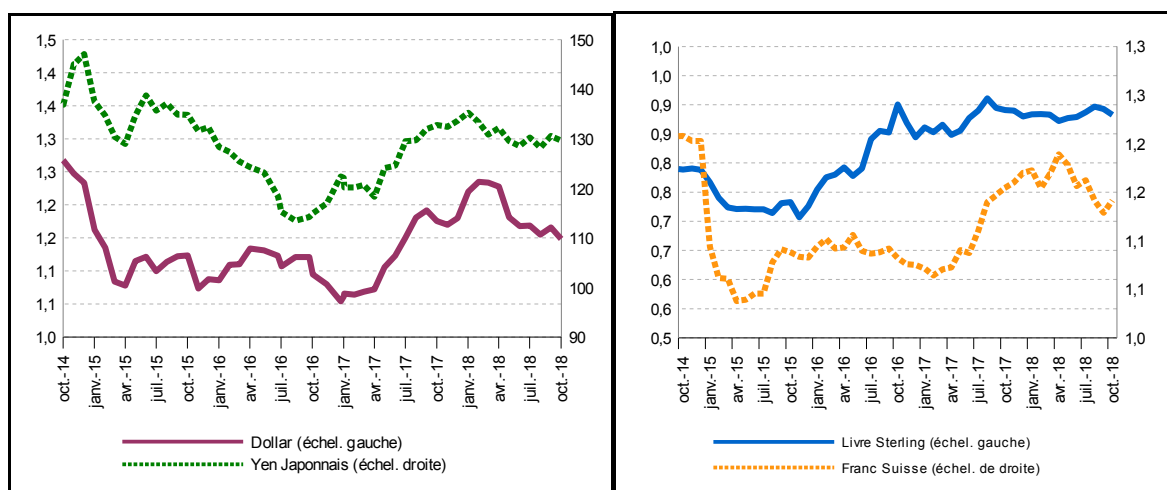 1,5
1,4
1,4
1,3
1,3
1,2
1,2
1,1
1,1
1,0
150
140
130
120
110
100
90
oct.-14
janv.-15
avr.-15
juil.-15
oct.-15
janv.-16
avr.-16
juil.-16
oct.-16
janv.-17
avr.-17
juil.-17
oct.-17
janv.-18
avr.-18
juil.-18
oct.-18
Dollar (échel. gauche)
Yen Japonnais (échel. droite)
1,0
1,0
0,9
0,9
0,8
0,8
0,7
0,7
0,6
0,6
0,5
1,3
1,3
1,2
1,2
1,1
1,1
1,0
oct.-14
janv.-15
avr.-15
juil.-15
oct.-15
janv.-16
avr.-16
juil.-16
oct.-16
janv.-17
avr.-17
juil.-17
oct.-17
janv.-18
avr.-18
juil.-18
oct.-18
Livre Sterling (échel. gauche)
Franc Suisse (échel. de droite)